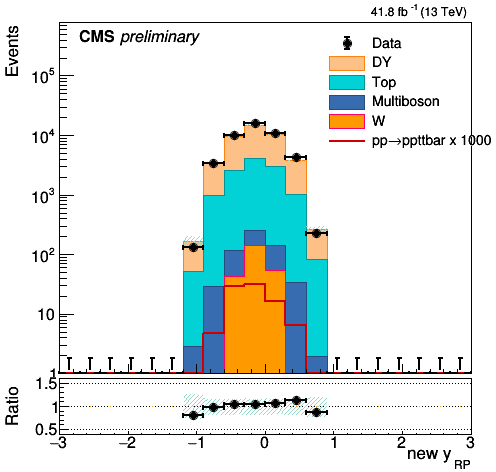 41.8 fb⁻¹ (13 TeV)
CMS preliminary
Events
Data
DY
Top
Multiboson
W
pp→ppttbar x 1000
10⁵
10⁴
10³
10²
10
1
Ratio
1.5
1
0.5
−3 −2 −1 0 1 2 3
new y_RP